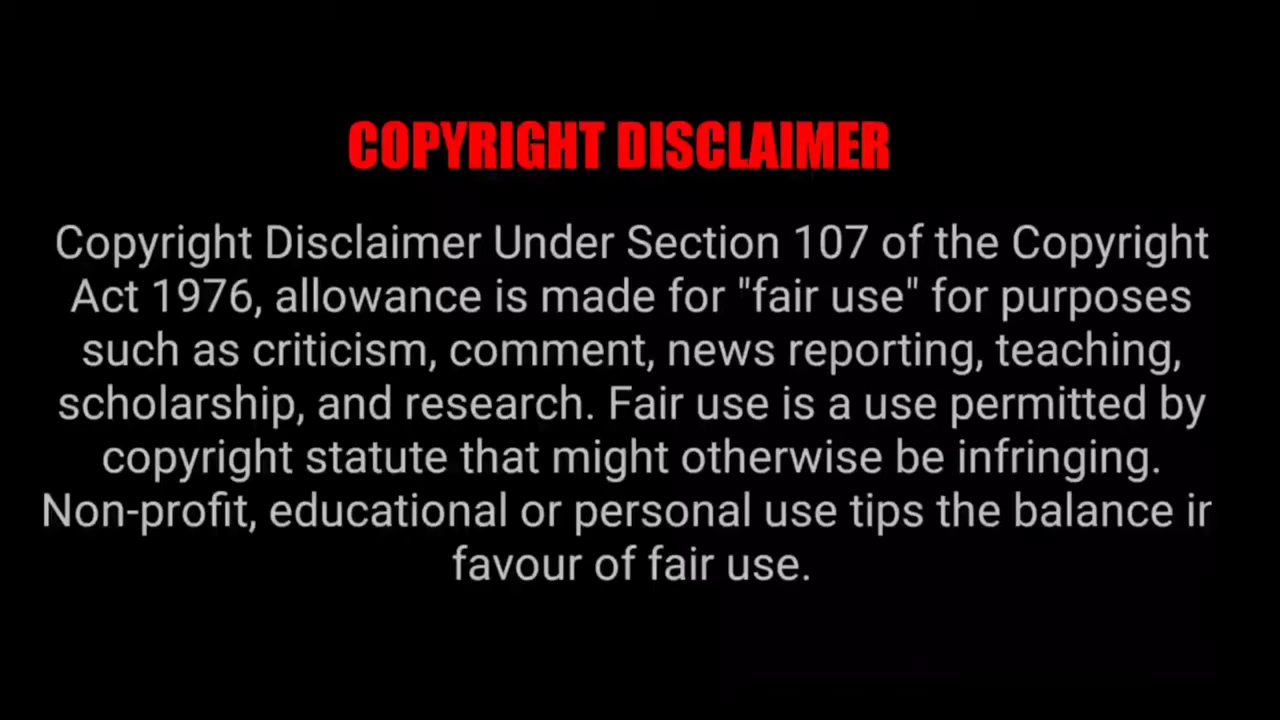 COPYRIGHT DISCLAIMER
Copyright Disclaimer Under Section 107 of the Copyright
Act 1976, allowance is made for "fair use" for purposes
such as criticism, comment, news reporting, teaching,
scholarship, and research. Fair use is a use permitted by
copyright statute that might otherwise be infringing.
Non-profit, educational or personal use tips the balance in
favour of fair use.